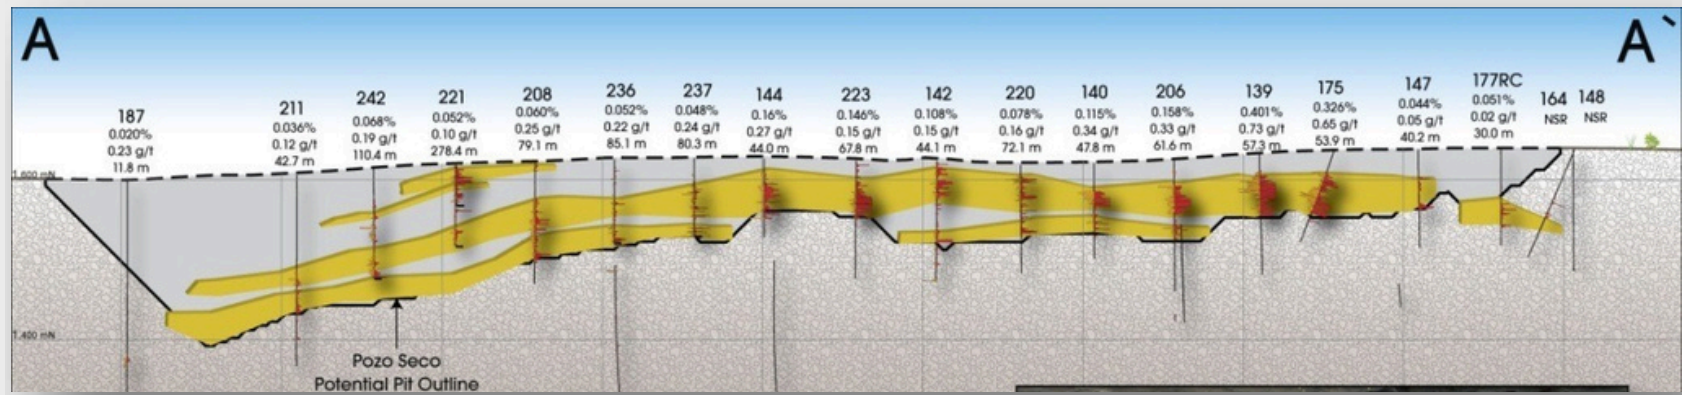 A
A`
187
0.020%
0.23 g/t
11.8 m
211
0.036%
0.12 g/t
42.7 m
242
0.068%
0.19 g/t
110.4 m
221
0.052%
0.10 g/t
278.4 m
208
0.060%
0.25 g/t
79.1 m
236
0.052%
0.22 g/t
85.1 m
237
0.048%
0.24 g/t
80.3 m
144
0.16%
0.27 g/t
44.0 m
223
0.146%
0.15 g/t
67.8 m
142
0.108%
0.15 g/t
44.1 m
220
0.078%
0.16 g/t
72.1 m
140
0.115%
0.34 g/t
47.8 m
206
0.158%
0.33 g/t
61.6 m
139
0.401%
0.73 g/t
57.3 m
175
0.326%
0.65 g/t
53.9 m
147
0.044%
0.05 g/t
40.2 m
177RC
0.051%
0.02 g/t
30.0 m
164
NSR
148
NSR
1.600 mN
1.400 mN
Pozo Seco
Potential Pit Outline